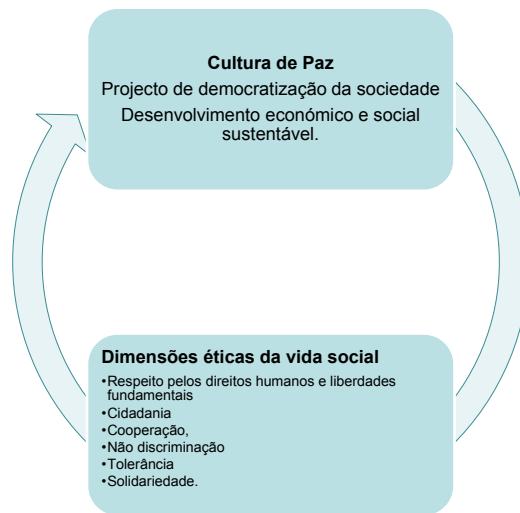 Cultura de Paz
Projecto de democratização da sociedade
Desenvolvimento económico e social
sustentável.
Dimensões éticas da vida social
•Respeito pelos direitos humanos e liberdades
fundamentais
•Cidadania
•Cooperação,
•Não discriminação
•Tolerância
•Solidariedade.